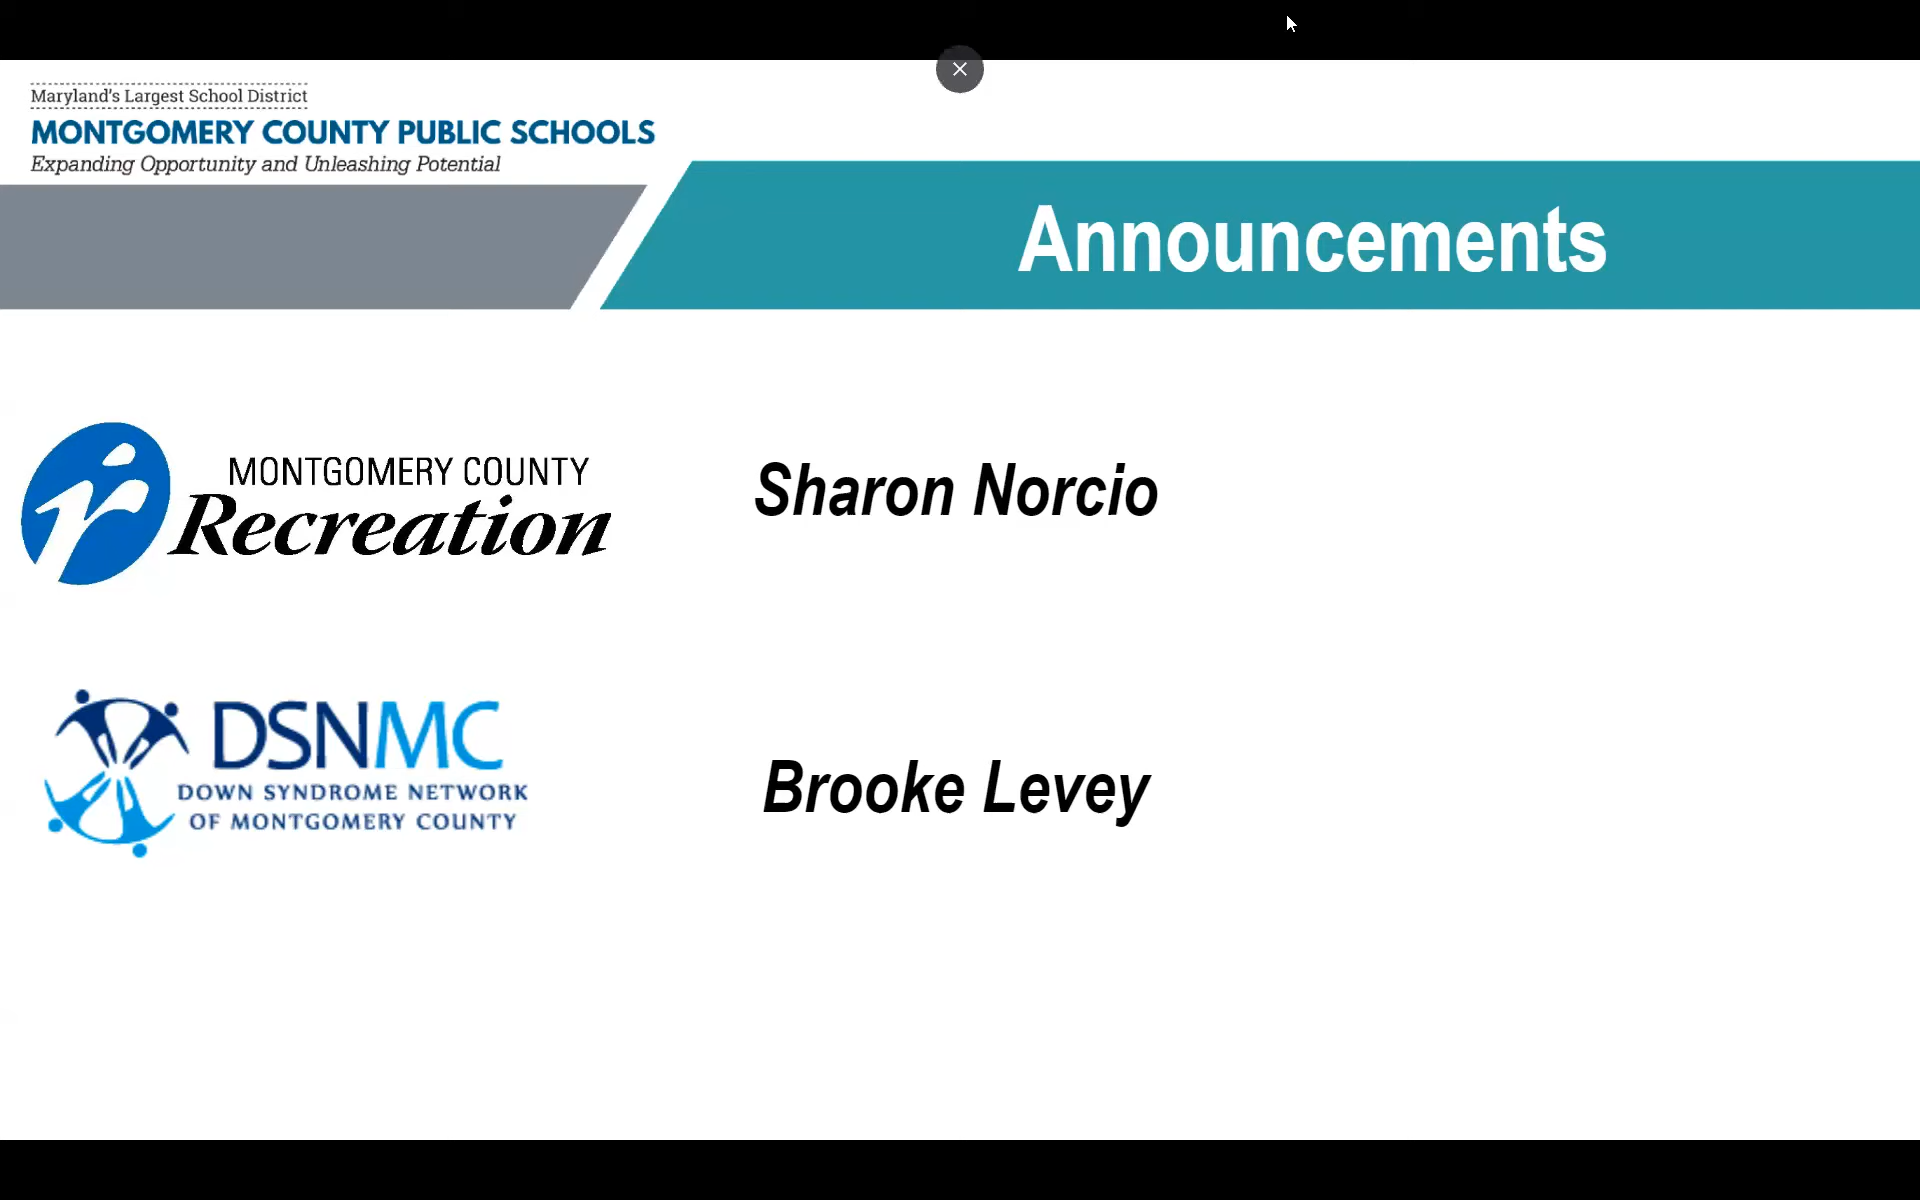 Maryland's Largest School District
MONTGOMERY COUNTY PUBLIC SCHOOLS
Expanding Opportunity and Unleashing Potential
Announcements
MONTGOMERY COUNTY
Recreation
Sharon Norcio
DSNMC
DOWN SYNDROME NETWORK
OF MONTGOMERY COUNTY
Brooke Levey